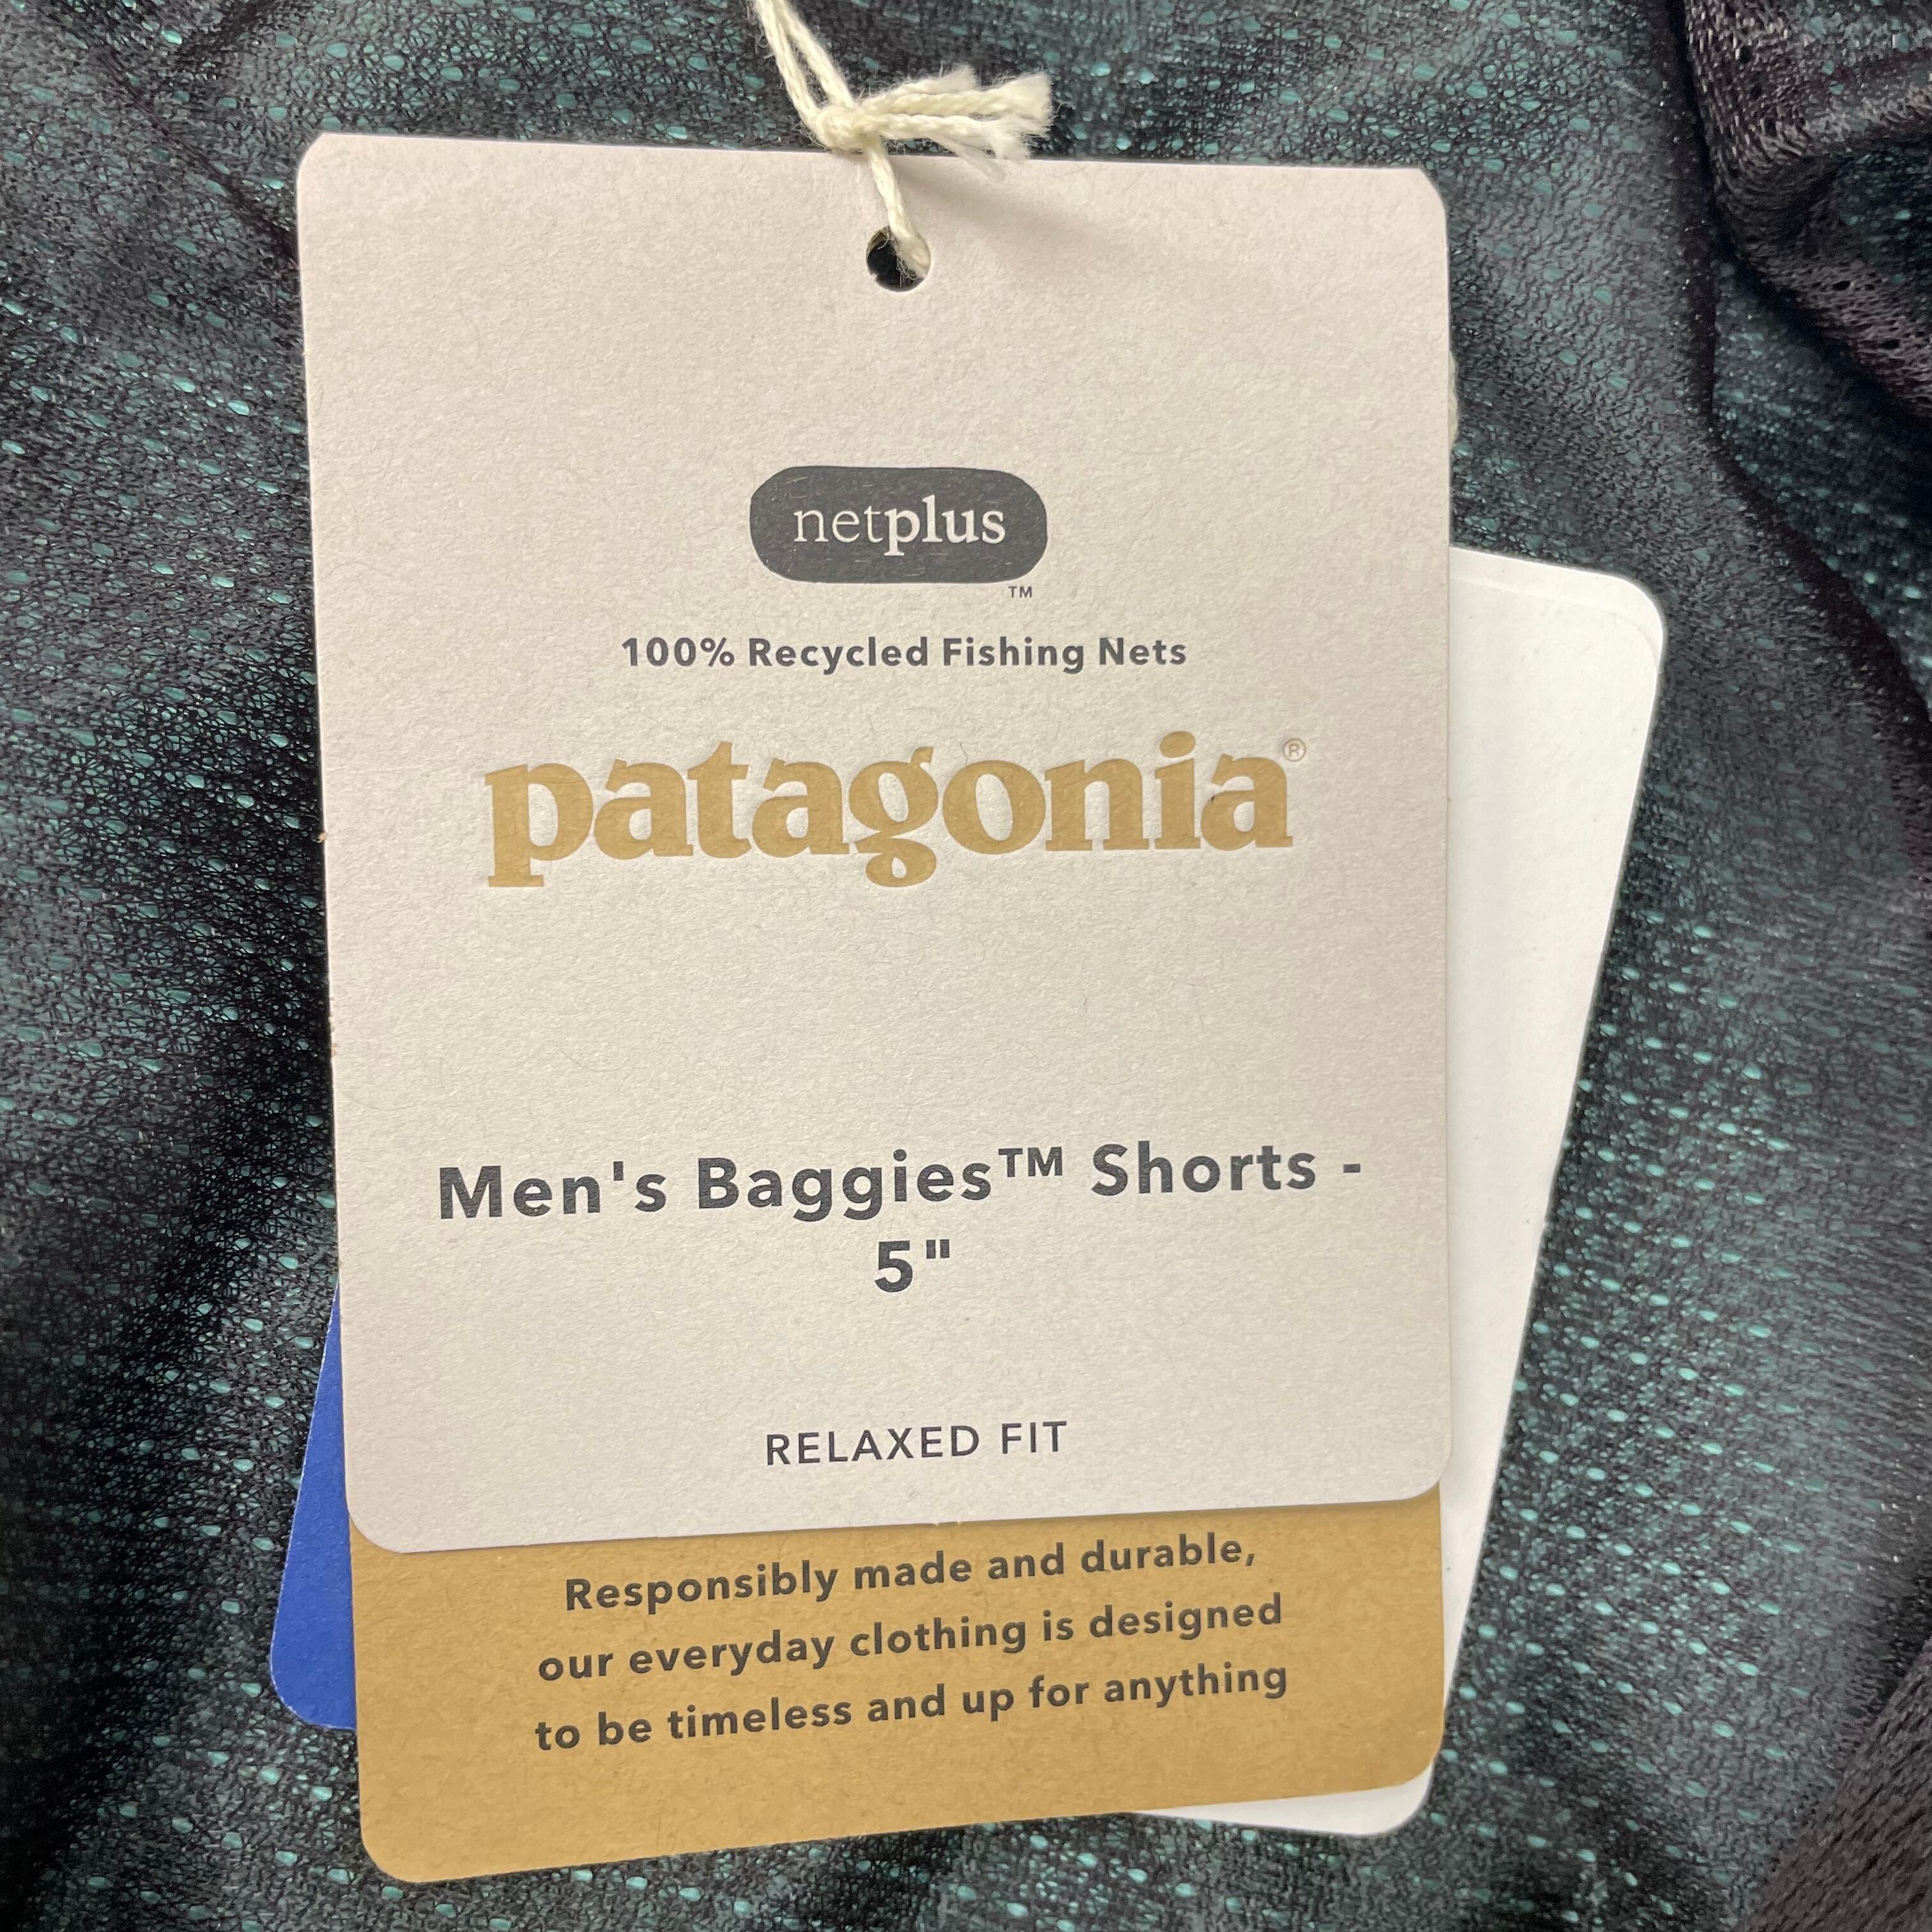 netplus
™
100% Recycled Fishing Nets
patagonia®
Men's Baggies™ Shorts -
5"
RELAXED FIT
Responsibly made and durable,
our everyday clothing is designed
to be timeless and up for anything